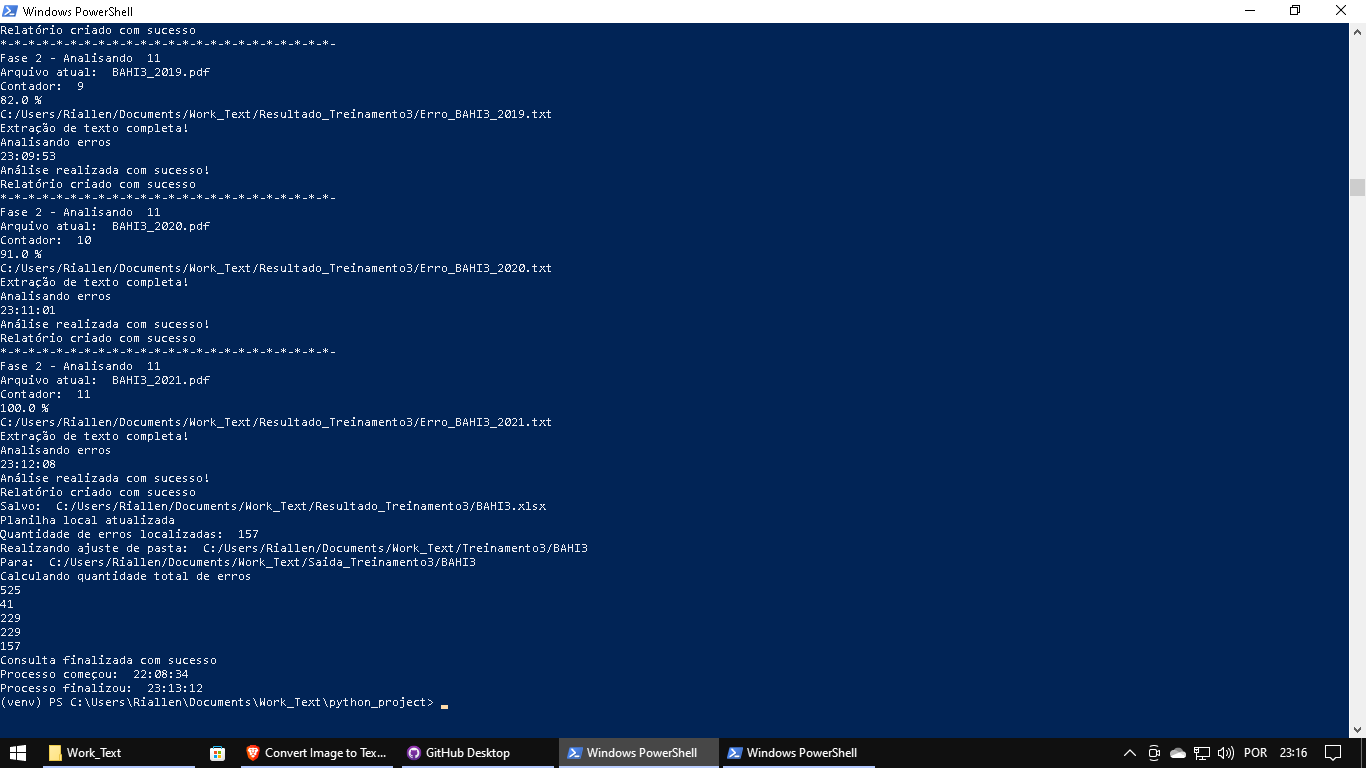 Windows PowerShell
Relatório criado com sucesso
*-*-*-*-*-*-*-*-*-*-*-*-*-*-*-*-*-*-*-*-*-*-*-*-
Fase 2 - Analisando  11
Arquivo atual:  BAHI3_2019.pdf
Contador:  9
82.0 %
C:/Users/Riallen/Documents/Work_Text/Resultado_Treinamento3/Erro_BAHI3_2019.txt
Extração de texto completa!
Analisando erros
23:09:53
Análise realizada com sucesso!
Relatório criado com sucesso
*-*-*-*-*-*-*-*-*-*-*-*-*-*-*-*-*-*-*-*-*-*-*-*-
Fase 2 - Analisando  11
Arquivo atual:  BAHI3_2020.pdf
Contador:  10
91.0 %
C:/Users/Riallen/Documents/Work_Text/Resultado_Treinamento3/Erro_BAHI3_2020.txt
Extração de texto completa!
Analisando erros
23:11:01
Análise realizada com sucesso!
Relatório criado com sucesso
*-*-*-*-*-*-*-*-*-*-*-*-*-*-*-*-*-*-*-*-*-*-*-*-
Fase 2 - Analisando  11
Arquivo atual:  BAHI3_2021.pdf
Contador:  11
100.0 %
C:/Users/Riallen/Documents/Work_Text/Resultado_Treinamento3/Erro_BAHI3_2021.txt
Extração de texto completa!
Analisando erros
23:12:08
Análise realizada com sucesso!
Relatório criado com sucesso
Salvo:  C:/Users/Riallen/Documents/Work_Text/Resultado_Treinamento3/BAHI3.xlsx
Planilha local atualizada
Quantidade de erros localizadas:  157
Realizando ajuste de pasta:  C:/Users/Riallen/Documents/Work_Text/Treinamento3/BAHI3
Para:  C:/Users/Riallen/Documents/Work_Text/Saida_Treinamento3/BAHI3
Calculando quantidade total de erros
525
41
229
229
157
Consulta finalizada com sucesso
Processo começou:  22:08:34
Processo finalizou:  23:13:12
(venv) PS C:\Users\Riallen\Documents\Work_Text\python_project>
Work_Text Convert Image to Tex... GitHub Desktop Windows PowerShell Windows PowerShell POR 23:16